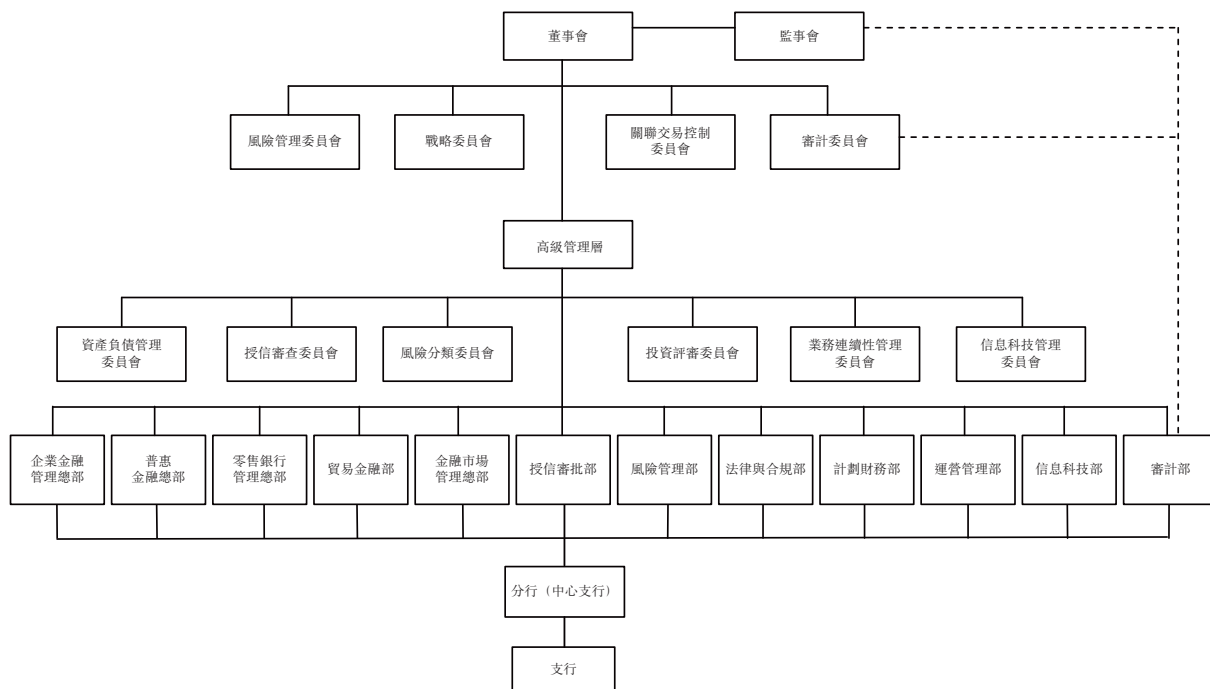 董事會
監事會
風險管理委員會
戰略委員會
關聯交易控制
委員會
審計委員會
高級管理層
資產負債管理
委員會
授信審查委員會
風險分類委員會
投資評審委員會
業務連續性管理
委員會
信息科技管理
委員會
企業金融
管理總部
普惠
金融總部
零售銀行
管理總部
貿易金融部
金融市場
管理總部
授信審批部
風險管理部
法律與合規部
計劃財務部
運營管理部
信息科技部
審計部
分行（中心支行）
支行